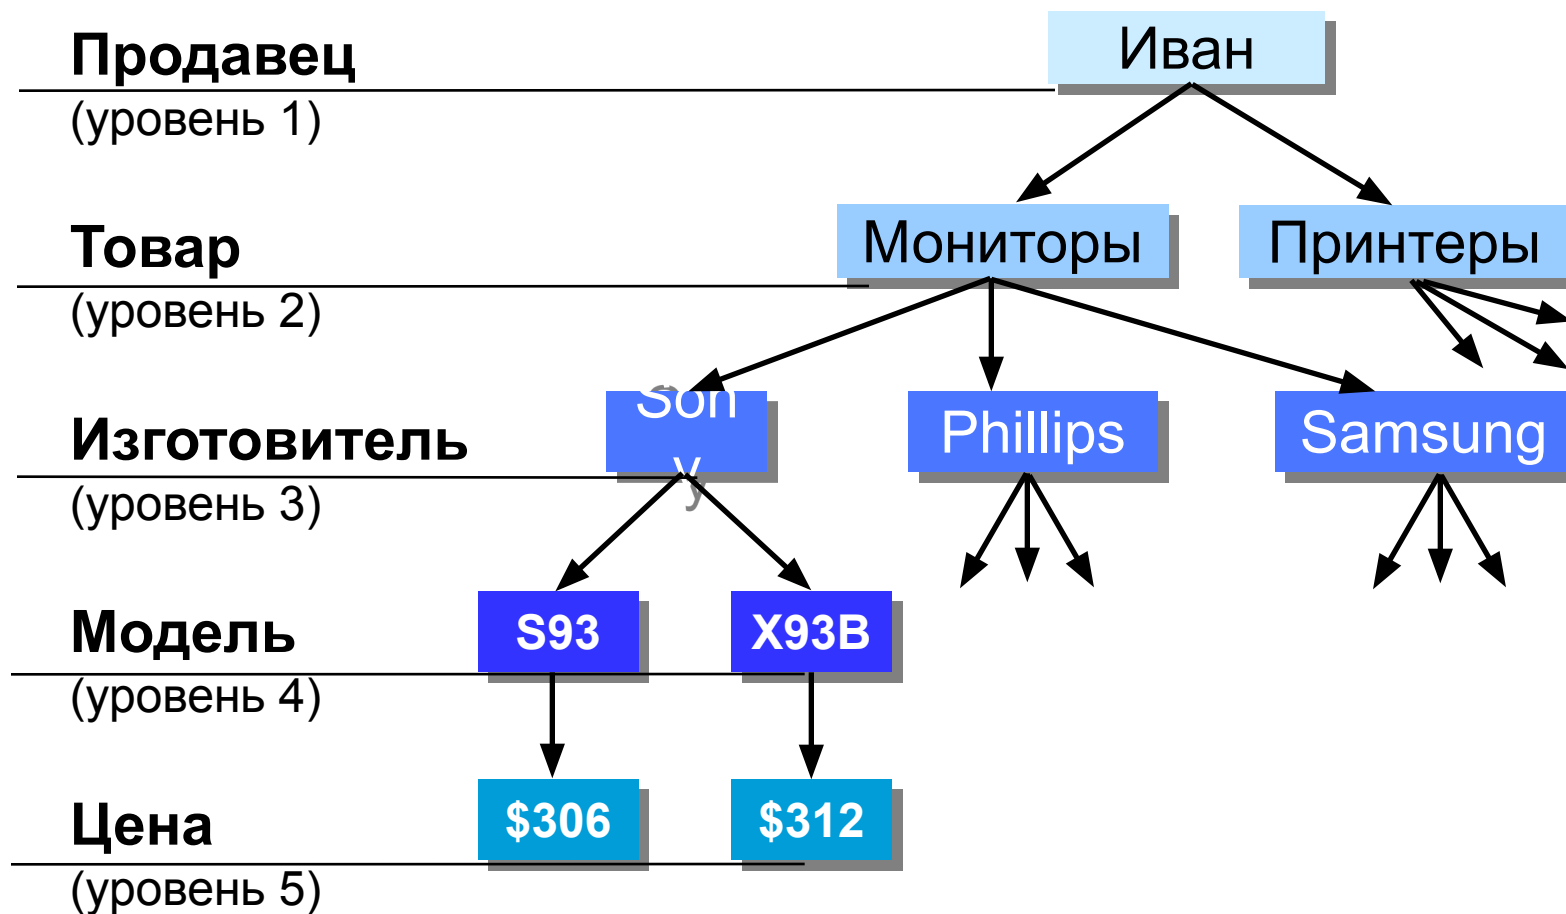 Продавец
(уровень 1)
Иван
Товар
(уровень 2)
Мониторы
Принтеры
Изготовитель
(уровень 3)
Son
y
Phillips
Samsung
Модель
(уровень 4)
S93
X93B
Цена
(уровень 5)
$306
$312